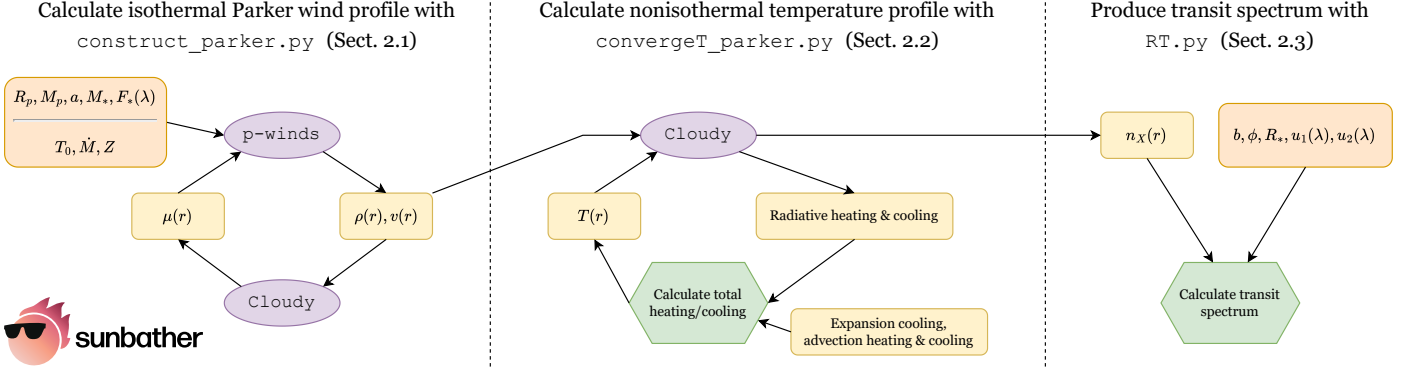 Calculate isothermal Parker wind profile with
construct_parker.py (Sect. 2.1)
R_p, M_p, a, M_*, F_*(λ)
T_0, Ṁ, Z
p-winds
μ(r)
ρ(r), v(r)
Cloudy
sunbather
Calculate nonisothermal temperature profile with
convergeT_parker.py (Sect. 2.2)
Cloudy
T(r)
Radiative heating & cooling
Calculate total
heating/cooling
Expansion cooling,
advection heating & cooling
Produce transit spectrum with
RT.py (Sect. 2.3)
n_X(r)
b, ϕ, R_*, u_1(λ), u_2(λ)
Calculate transit
spectrum